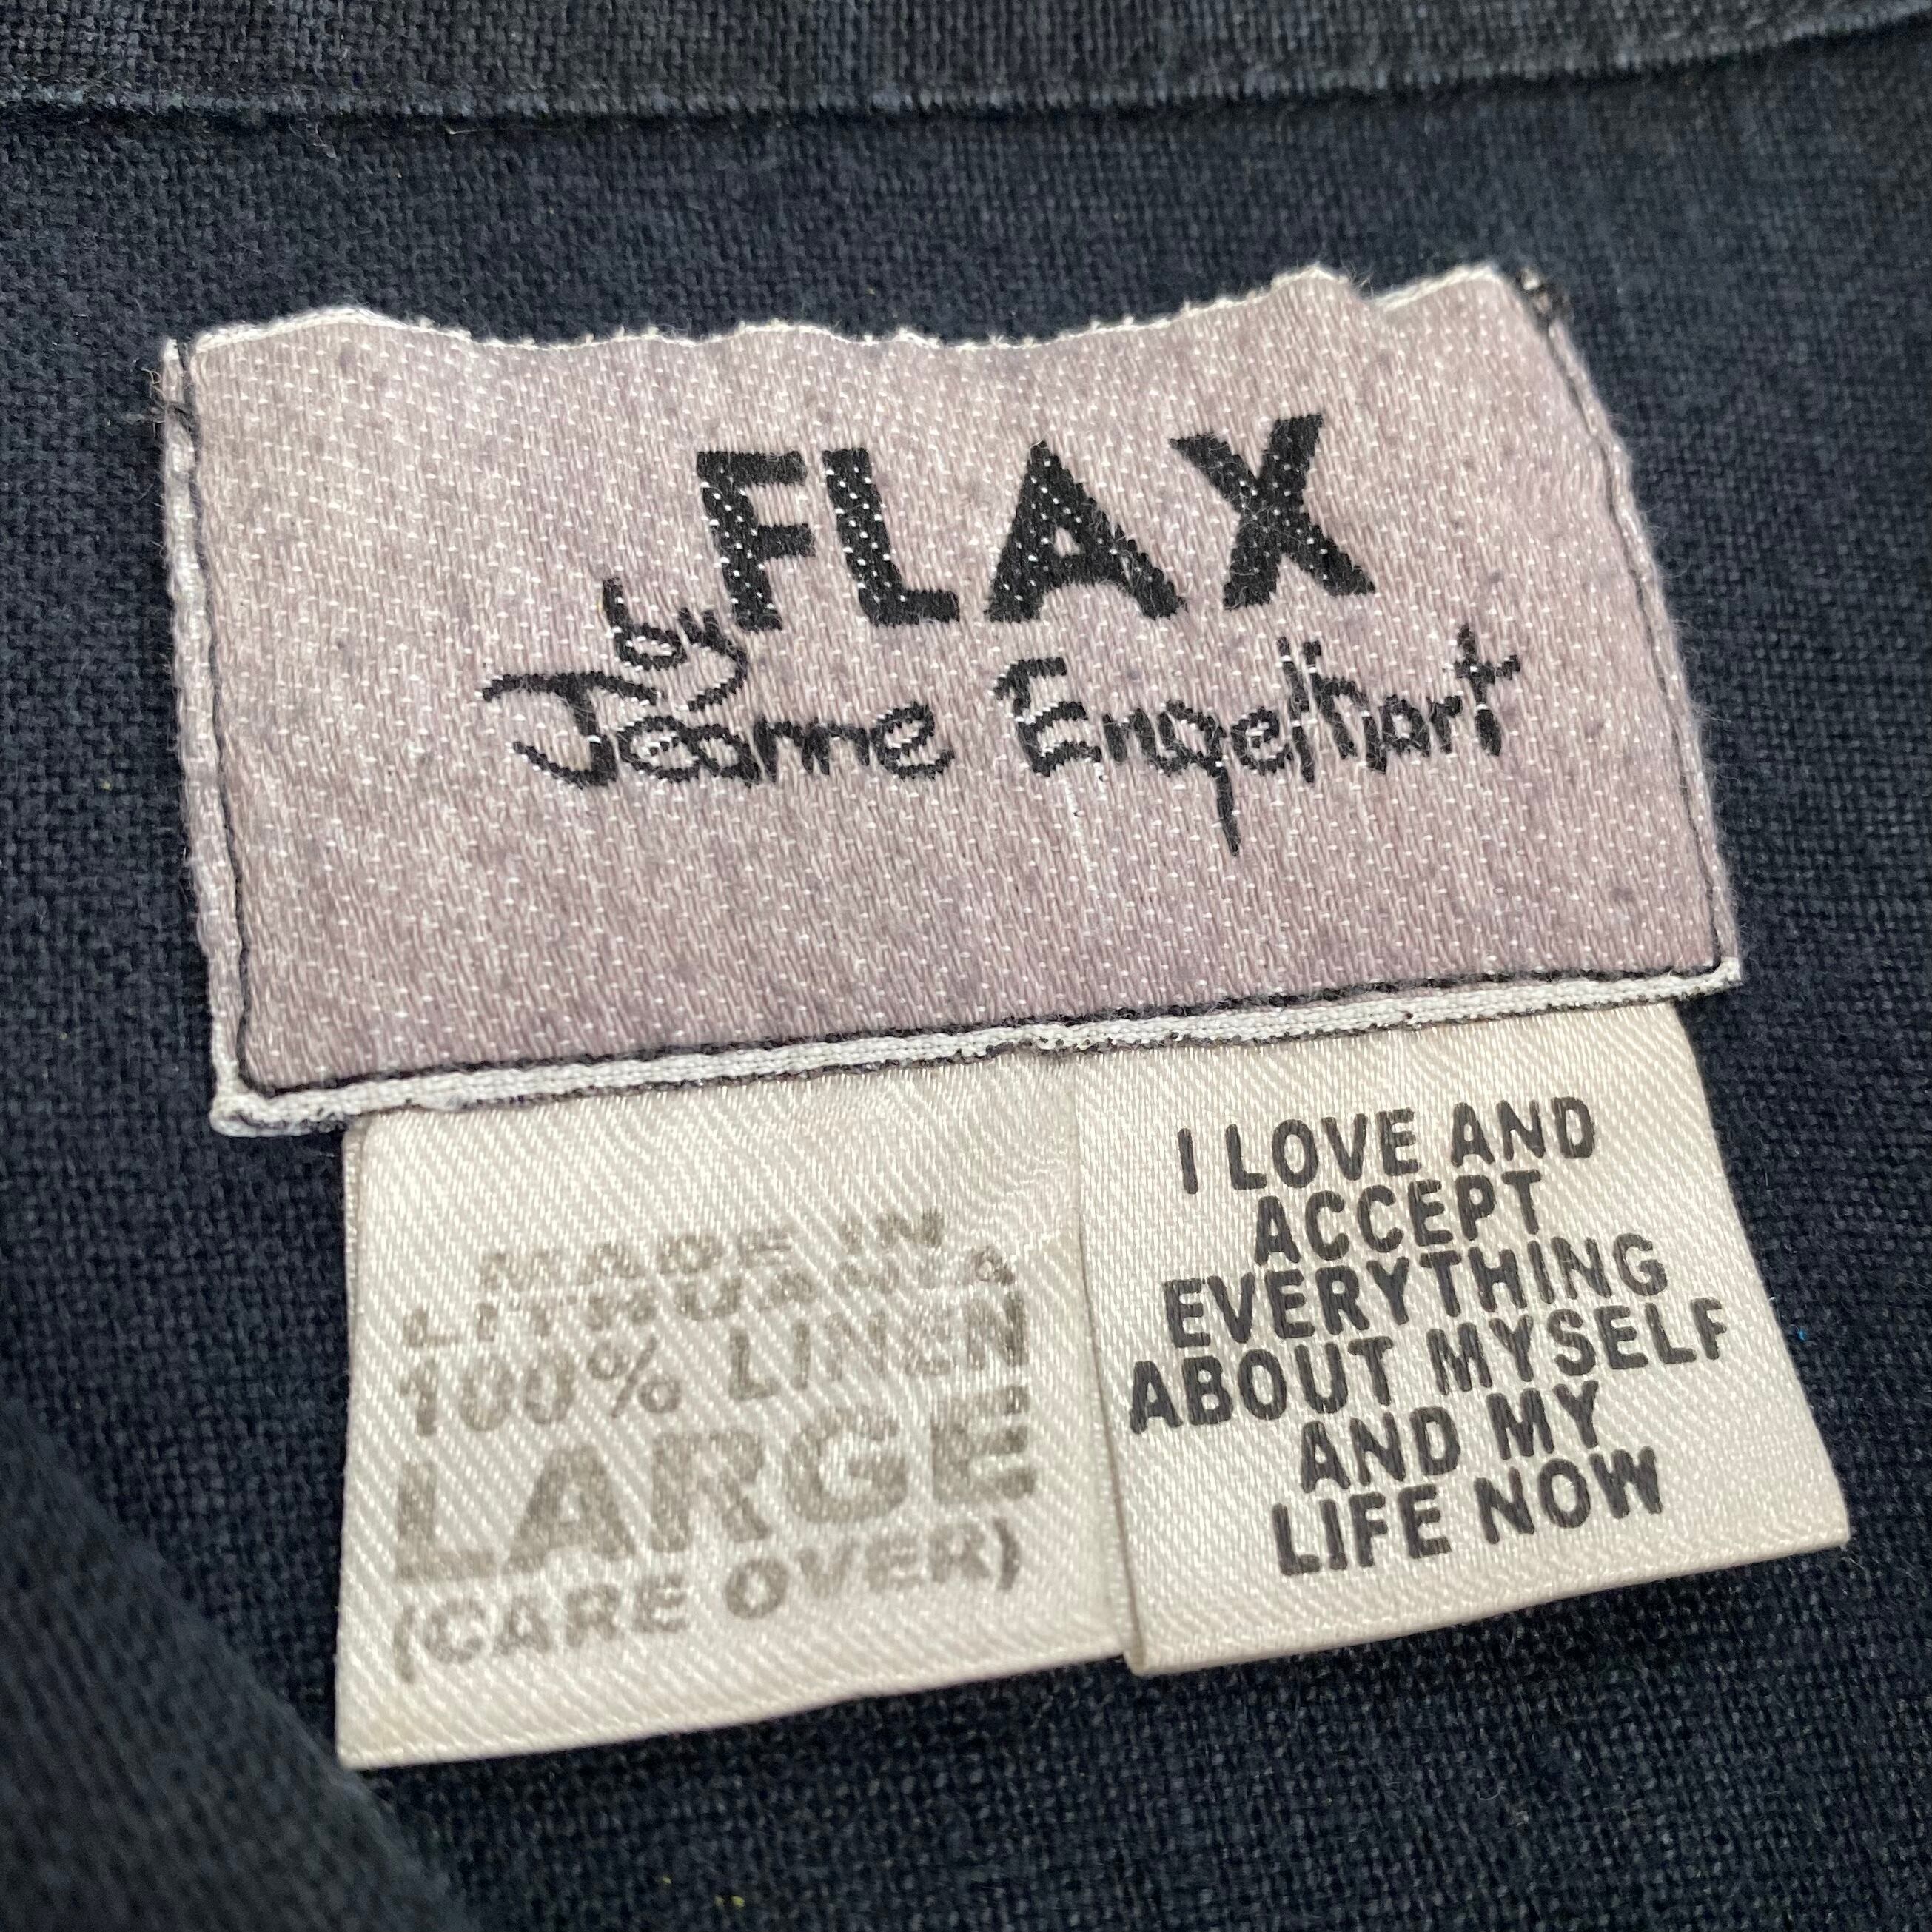 FLAX
by
Jeanne Engelhart
MADE IN
LITHUANIA
100% LINEN
LARGE
(CARE OVER)
I LOVE AND
ACCEPT
EVERYTHING
ABOUT MYSELF
AND MY
LIFE NOW